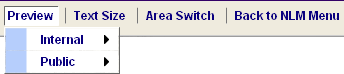 Preview Text Size Area Switch Back to NLM Menu
Internal
Public